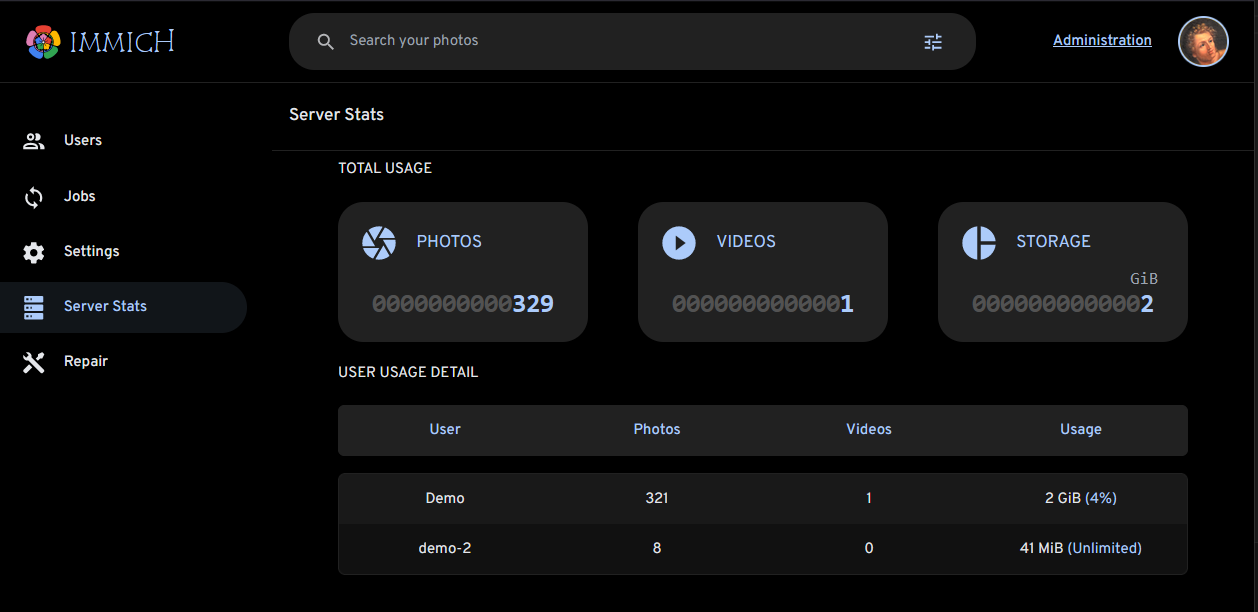 IMMICH
Search your photos
Administration
Users
Jobs
Settings
Server Stats
Repair
Server Stats
TOTAL USAGE
PHOTOS
0000000000329
VIDEOS
0000000000001
STORAGE
GiB
0000000000002
USER USAGE DETAIL
User Photos Videos Usage
Demo 321 1 2 GiB (4%)
demo-2 8 0 41 MiB (Unlimited)